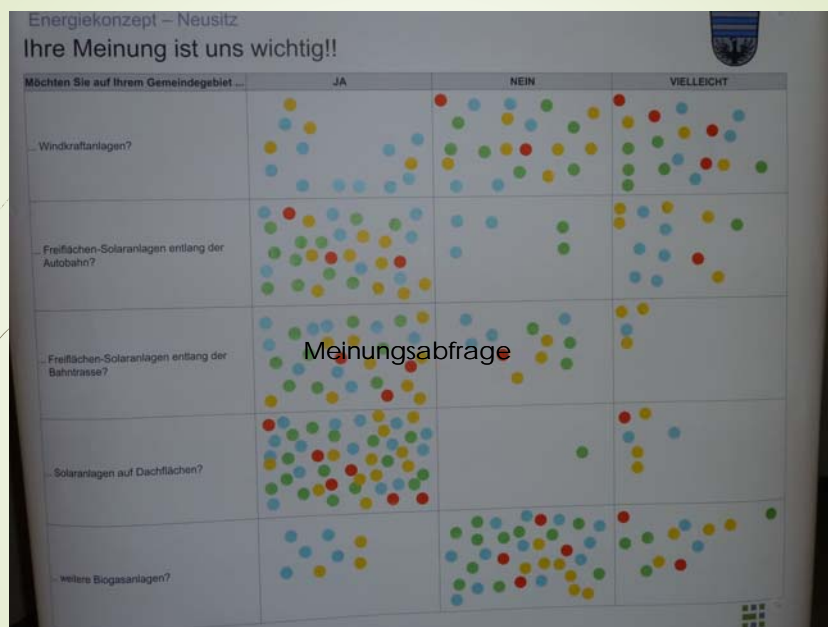 Energiekonzept – Neusitz
Ihre Meinung ist uns wichtig!!
Möchten Sie auf Ihrem Gemeindegebiet ...
JA
NEIN
VIELLEICHT
... Windkraftanlagen?
... Freiflächen-Solaranlagen entlang der
Autobahn?
... Freiflächen-Solaranlagen entlang der
Bahntrasse?
Meinungsabfrage
... Solaranlagen auf Dachflächen?
... weitere Biogasanlagen?